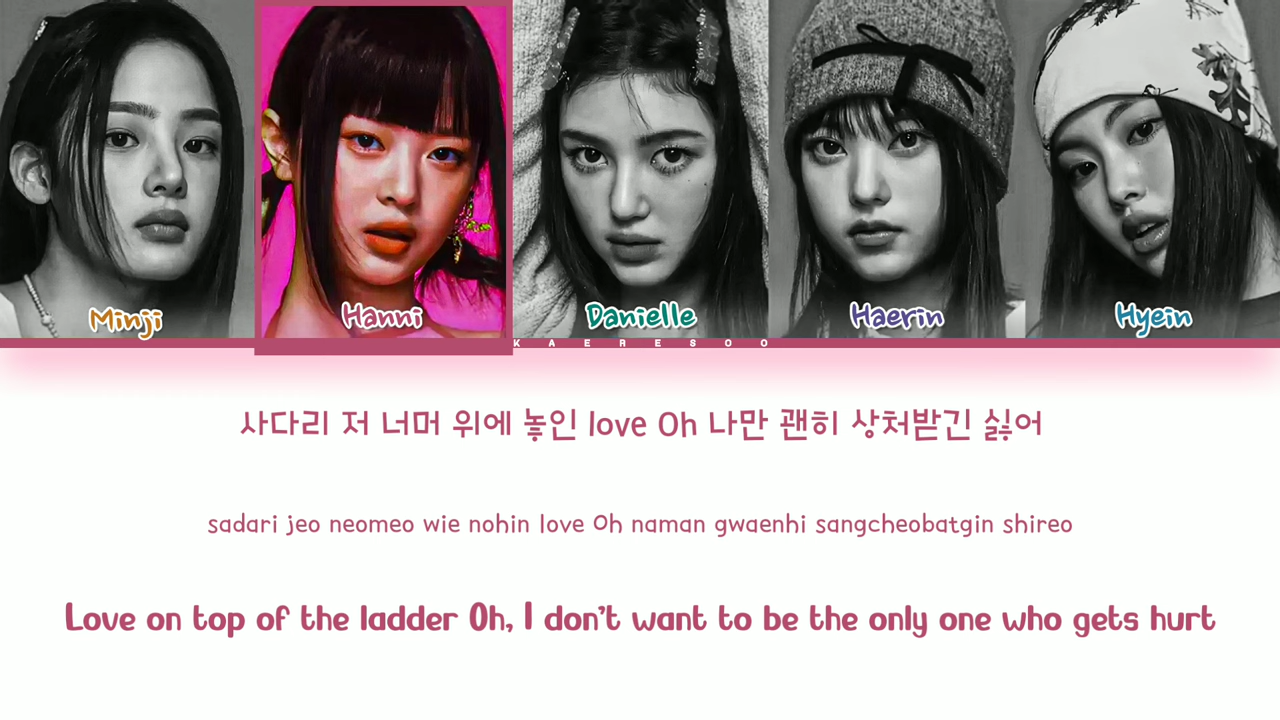 Minji
Hanni
Danielle
Haerin
Hyein
KAERESOO
사다리 저 너머 위에 놓인 love Oh 나만 괜히 상처받긴 싫어
sadari jeo neomeo wie nohin love Oh naman gwaenhi sangcheobatgin shireo
Love on top of the ladder Oh, I don't want to be the only one who gets hurt